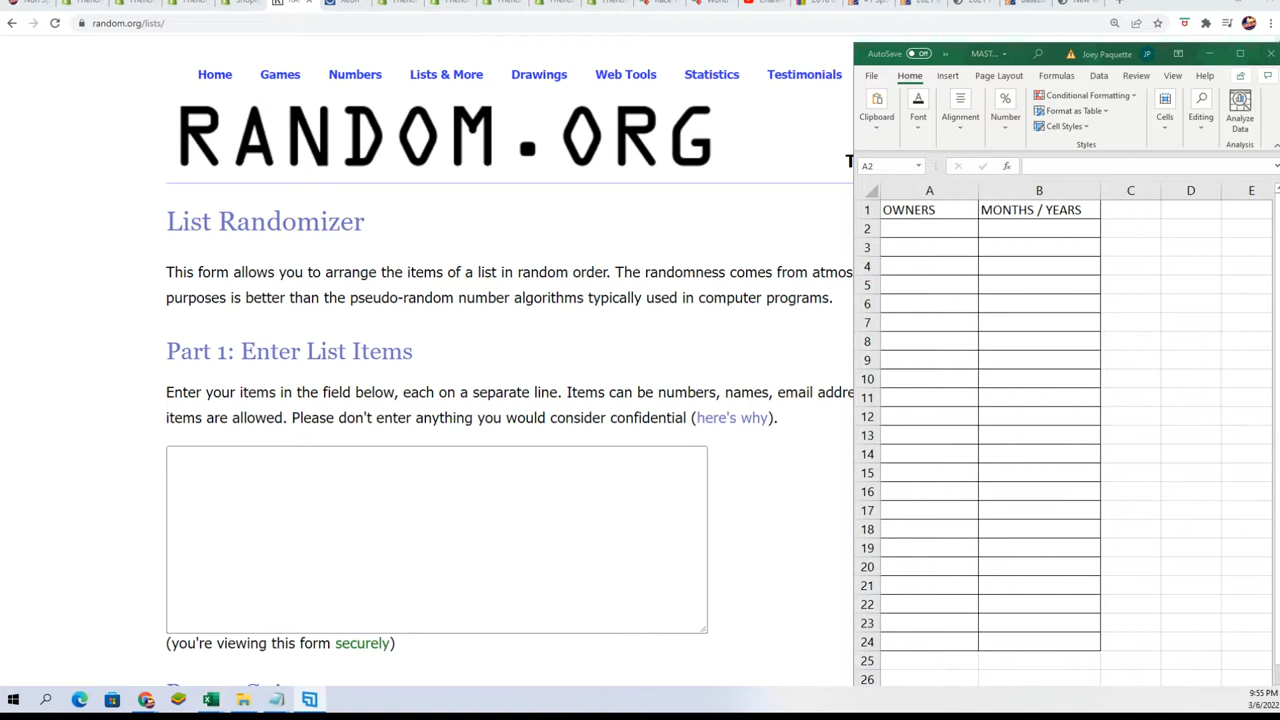 random.org/lists/
Home Games Numbers Lists & More Drawings Web Tools Statistics Testimonials
RANDOM.ORG
List Randomizer
This form allows you to arrange the items of a list in random order. The randomness comes from atmos
purposes is better than the pseudo-random number algorithms typically used in computer programs.
Part 1: Enter List Items
Enter your items in the field below, each on a separate line. Items can be numbers, names, email addre
items are allowed. Please don't enter anything you would consider confidential (here's why).
(you're viewing this form securely)
AutoSave Off MAST... Joey Paquette JP
File Home Insert Page Layout Formulas Data Review View Help
Clipboard Font Alignment Number
Conditional Formatting
Format as Table
Cell Styles
Styles
Cells Editing Analyze Data
Analysis
A2 fx
A B C D E
1 OWNERS MONTHS / YEARS
2
3
4
5
6
7
8
9
10
11
12
13
14
15
16
17
18
19
20
21
22
23
24
25
26
9:55 PM
3/6/2022